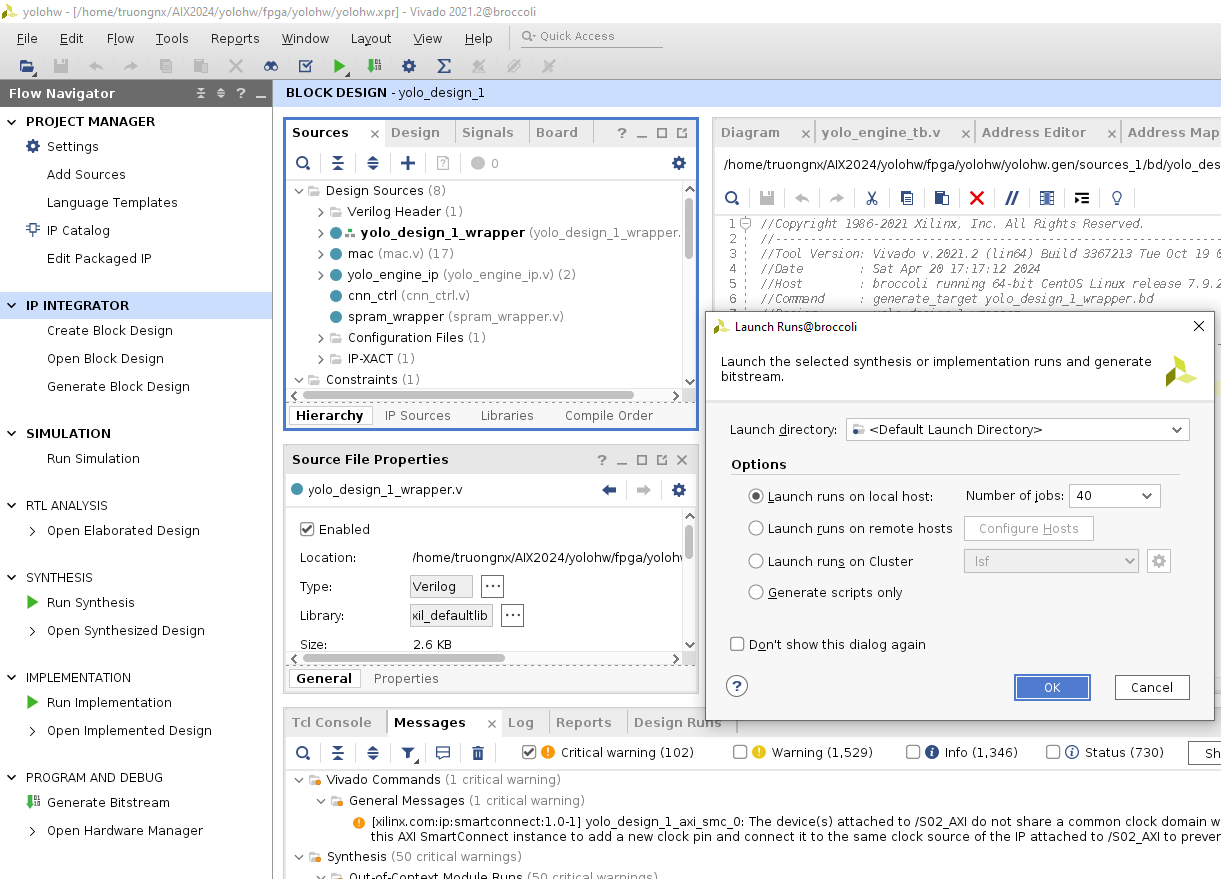 yolohw - [/home/truongnx/AIX2024/yolohw/fpga/yolohw/yolohw.xpr] - Vivado 2021.2@broccoli
File Edit Flow Tools Reports Window Layout View Help Quick Access
Flow Navigator
PROJECT MANAGER
Settings
Add Sources
Language Templates
IP Catalog
Edit Packaged IP
IP INTEGRATOR
Create Block Design
Open Block Design
Generate Block Design
SIMULATION
Run Simulation
RTL ANALYSIS
Open Elaborated Design
SYNTHESIS
Run Synthesis
Open Synthesized Design
IMPLEMENTATION
Run Implementation
Open Implemented Design
PROGRAM AND DEBUG
Generate Bitstream
Open Hardware Manager
BLOCK DESIGN - yolo_design_1
Sources Design Signals Board
0
Design Sources (8)
Verilog Header (1)
yolo_design_1_wrapper (yolo_design_1_wrapper.
mac (mac.v) (17)
yolo_engine_ip (yolo_engine_ip.v) (2)
cnn_ctrl (cnn_ctrl.v)
spram_wrapper (spram_wrapper.v)
Configuration Files (1)
IP-XACT (1)
Constraints (1)
Hierarchy IP Sources Libraries Compile Order
Source File Properties
yolo_design_1_wrapper.v
Enabled
Location: /home/truongnx/AIX2024/yolohw/fpga/yoloh
Type: Verilog ...
Library: xil_defaultlib ...
Size: 2.6 KB
General Properties
Diagram yolo_engine_tb.v Address Editor Address Map
/home/truongnx/AIX2024/yolohw/fpga/yolohw/yolohw.gen/sources_1/bd/yolo_des
1 //Copyright 1986-2021 Xilinx, Inc. All Rights Reserved.
2 //--------------------------------------------------------------
3 //Tool Version: Vivado v.2021.2 (lin64) Build 3367213 Tue Oct 19 0
4 //Date : Sat Apr 20 17:17:12 2024
5 //Host : broccoli running 64-bit CentOS Linux release 7.9.2
6 //Command : generate_target yolo_design_1_wrapper.bd
Launch Runs@broccoli
Launch the selected synthesis or implementation runs and generate
bitstream.
Launch directory: <Default Launch Directory>
Options
Launch runs on local host: Number of jobs: 40
Launch runs on remote hosts Configure Hosts
Launch runs on Cluster lsf
Generate scripts only
Don't show this dialog again
OK Cancel
Tcl Console Messages Log Reports Design Runs
Critical warning (102) Warning (1,529) Info (1,346) Status (730) Sh
Vivado Commands (1 critical warning)
General Messages (1 critical warning)
[xilinx.com:ip:smartconnect:1.0-1] yolo_design_1_axi_smc_0: The device(s) attached to /S02_AXI do not share a common clock domain w
this AXI SmartConnect instance to add a new clock pin and connect it to the same clock source of the IP attached to /S02_AXI to preven
Synthesis (50 critical warnings)
Out-of-Context Module Runs (50 critical warnings)